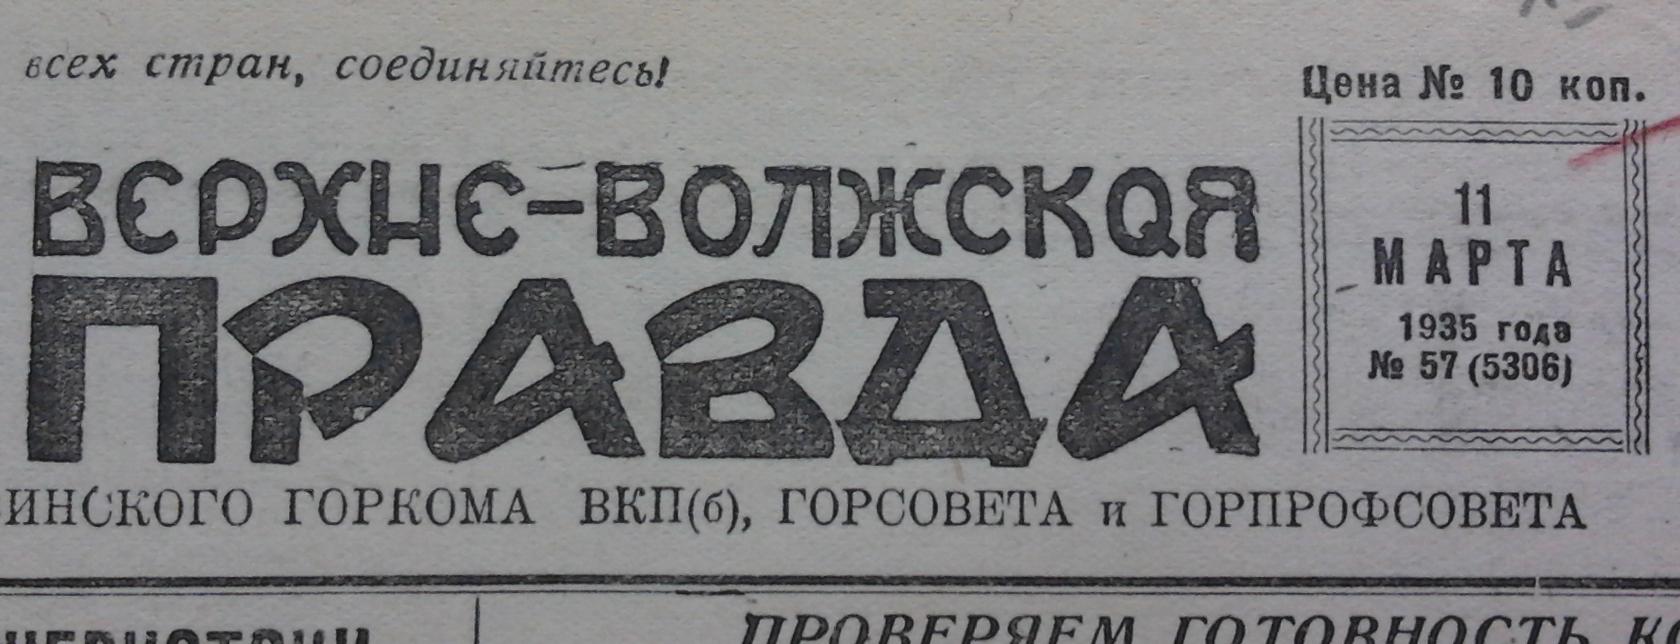 всех стран, соединяйтесь!
Цена № 10 коп.
ВЕРХНЕ-ВОЛЖСКАЯ
ПРАВДА
11
МАРТА
1935 года
№ 57 (5306)
ИНСКОГО ГОРКОМА ВКП(б), ГОРСОВЕТА и ГОРПРОФСОВЕТА
ПРОВЕРЯЕМ ГОТОВНОСТЬ К